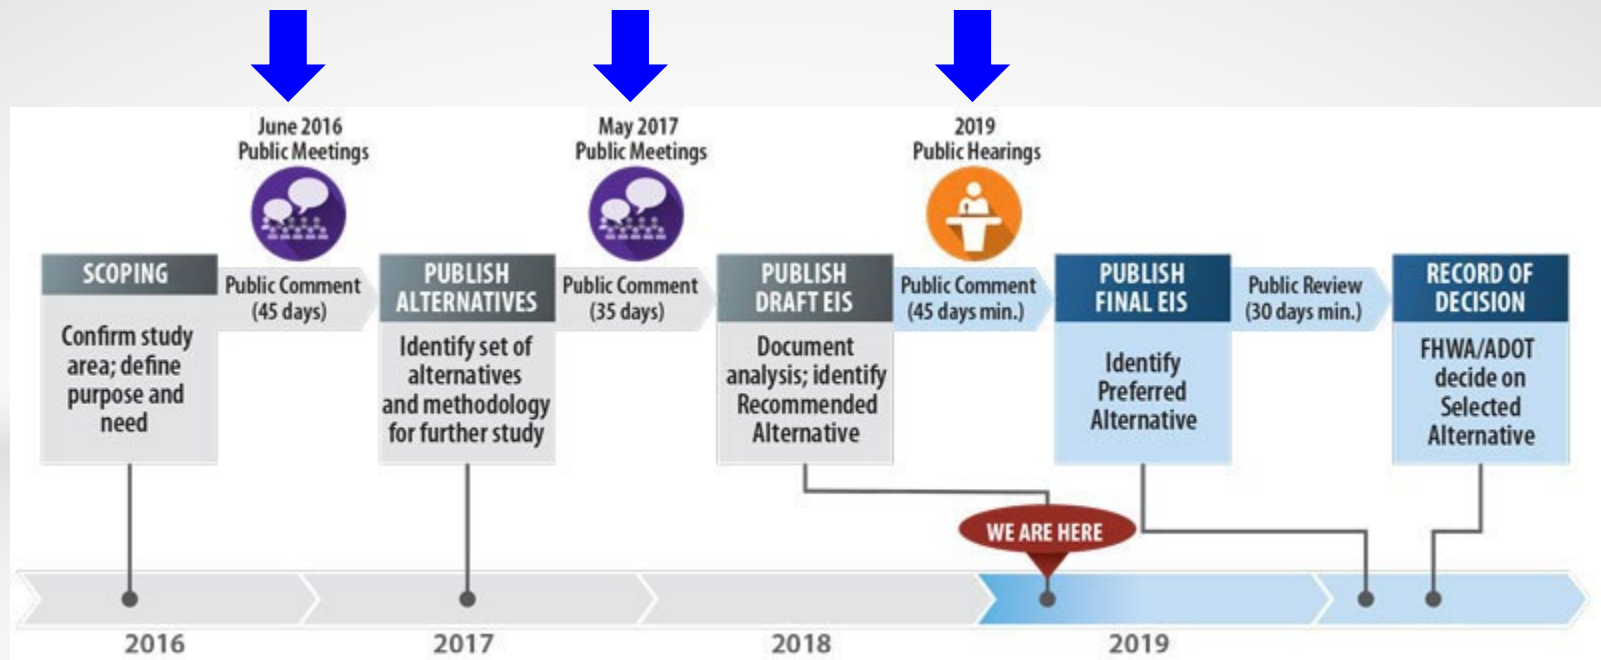 June 2016
Public Meetings
May 2017
Public Meetings
2019
Public Hearings
SCOPING
Confirm study
area; define
purpose and
need
Public Comment
(45 days)
PUBLISH
ALTERNATIVES
Identify set of
alternatives
and methodology
for further study
Public Comment
(35 days)
PUBLISH
DRAFT EIS
Document
analysis; identify
Recommended
Alternative
Public Comment
(45 days min.)
PUBLISH
FINAL EIS
Identify
Preferred
Alternative
Public Review
(30 days min.)
RECORD OF
DECISION
FHWA/ADOT
decide on
Selected
Alternative
WE ARE HERE
2016
2017
2018
2019